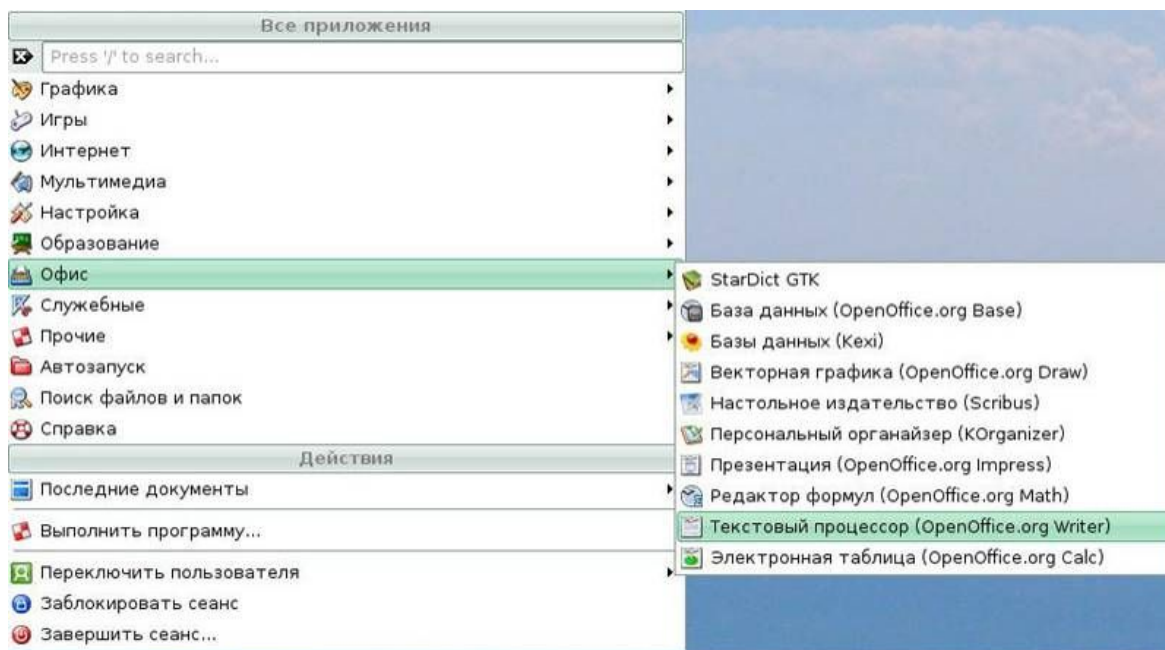 Все приложения
Press '/' to search...
Графика
Игры
Интернет
Мультимедиа
Настройка
Образование
Офис
Служебные
Прочие
Автозапуск
Поиск файлов и папок
Справка
Действия
Последние документы
Выполнить программу...
Переключить пользователя
Заблокировать сеанс
Завершить сеанс...
StarDict GTK
База данных (OpenOffice.org Base)
Базы данных (Kexi)
Векторная графика (OpenOffice.org Draw)
Настольное издательство (Scribus)
Персональный органайзер (KOrganizer)
Презентация (OpenOffice.org Impress)
Редактор формул (OpenOffice.org Math)
Текстовый процессор (OpenOffice.org Writer)
Электронная таблица (OpenOffice.org Calc)